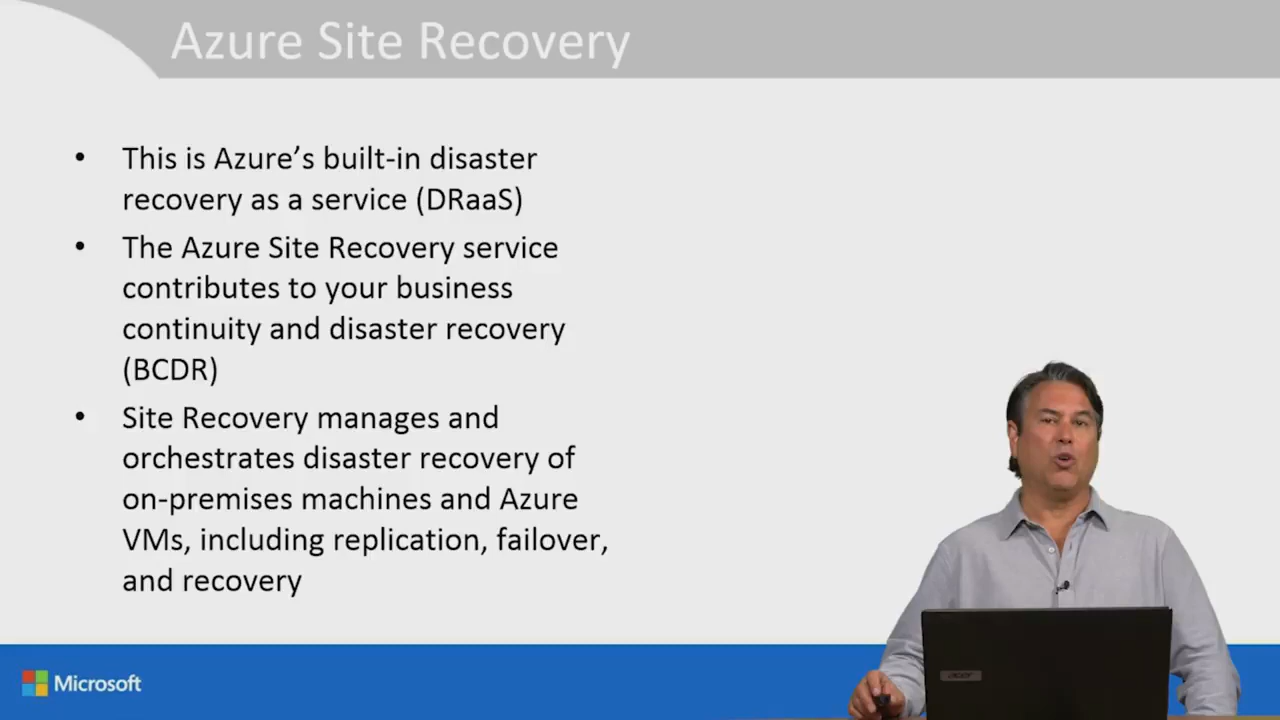 Azure Site Recovery
• This is Azure’s built-in disaster
recovery as a service (DRaaS)
• The Azure Site Recovery service
contributes to your business
continuity and disaster recovery
(BCDR)
• Site Recovery manages and
orchestrates disaster recovery of
on-premises machines and Azure
VMs, including replication, failover,
and recovery
Microsoft
acer